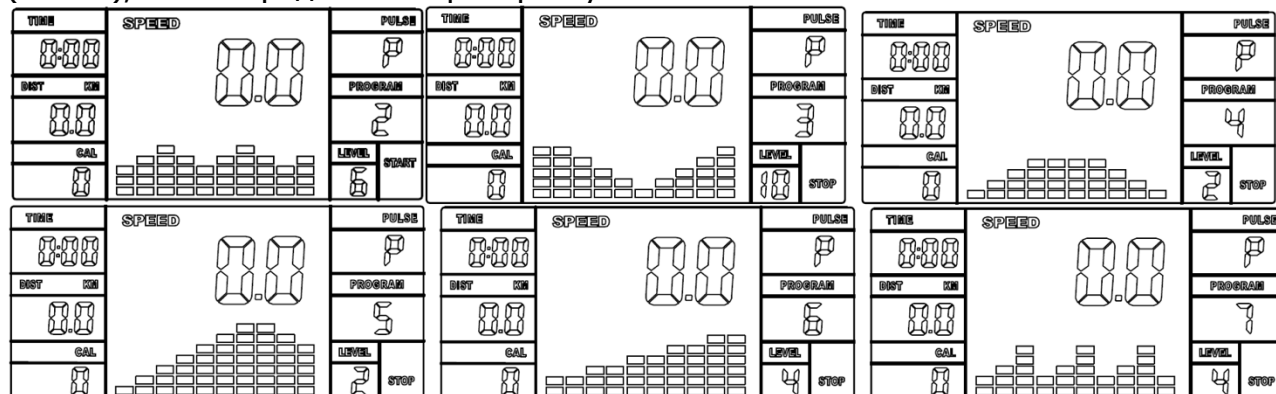 TIME SPEED PULSE
0:00 0.0 P
DIST KM PROGRAM
0.0 2
CAL LEVEL START
0 6
TIME SPEED PULSE
0:00 0.0 P
DIST KM PROGRAM
0.0 3
CAL LEVEL STOP
0 10
TIME SPEED PULSE
0:00 0.0 P
DIST KM PROGRAM
0.0 4
CAL LEVEL STOP
0 2
TIME SPEED PULSE
0:00 0.0 P
DIST KM PROGRAM
0.0 5
CAL LEVEL STOP
0 2
TIME SPEED PULSE
0:00 0.0 P
DIST KM PROGRAM
0.0 6
CAL LEVEL STOP
0 4
TIME SPEED PULSE
0:00 0.0 P
DIST KM PROGRAM
0.0 7
CAL LEVEL STOP
0 4